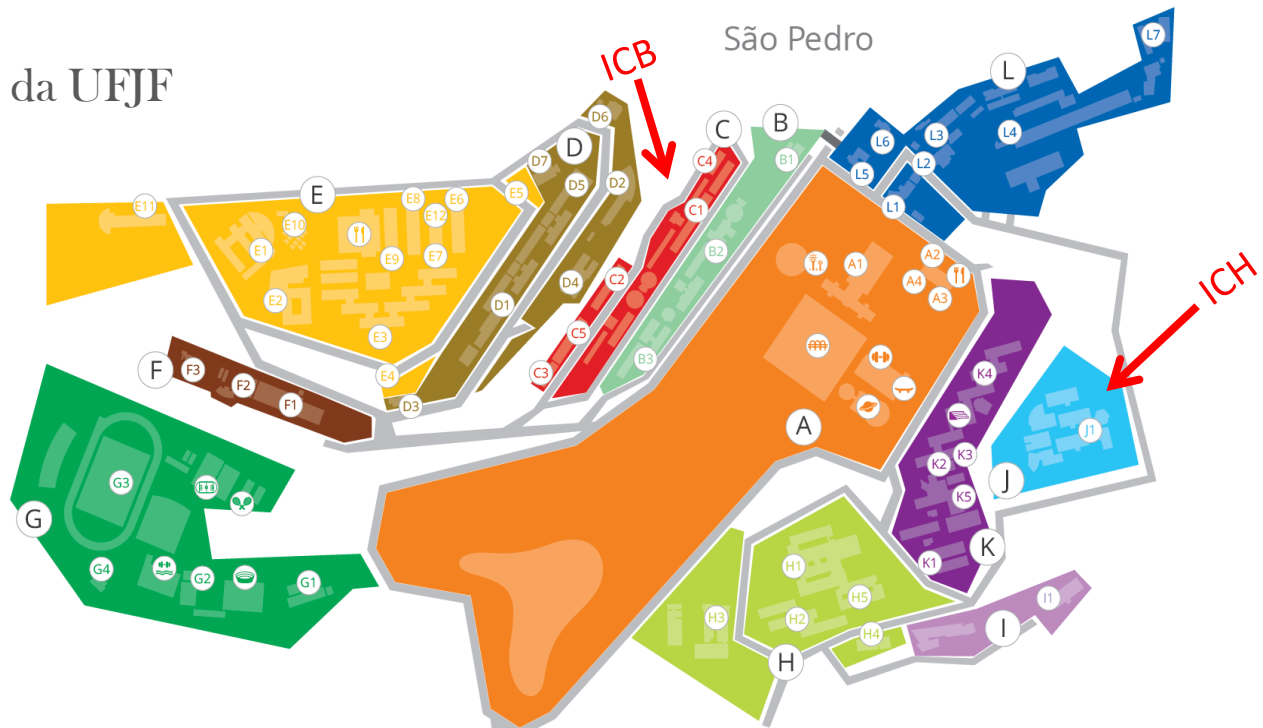 São Pedro
da UFJF
ICB
ICH
L7
L
L6
L3
L4
L2
L5
L1
D6
D
D7
D5
D2
D4
D1
D3
C
C4
C1
C2
C5
C3
B
B1
B2
B3
E11
E
E10
E8
E6
E5
E12
E1
E9
E7
E2
E3
E4
A1
A2
A4
A3
A
F
F3
F2
F1
G3
G
G4
G2
G1
K4
K2
K3
K5
K
K1
J1
J
H1
H5
H2
H3
H4
H
I1
I